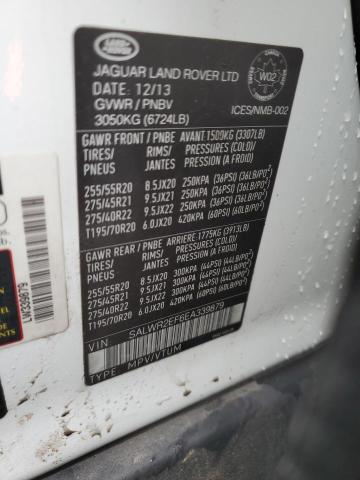 LAND ROVER
JAGUAR LAND ROVER LTD
DATE: 12/13
GVWR / PNBV
3050KG (6724LB)
W02
ICES/NMB-002
GAWR FRONT / PNBE AVANT 1500KG (3307LB)
TIRES/ RIMS/ PRESSURES (COLD)/
PNEUS JANTES PRESSIONS (A FROID)
255/55R20 8.5JX20 250KPA (36PSI) (36LB/PO²)
275/45R21 9.5JX21 250KPA (36PSI) (36LB/PO²)
275/40R22 9.5JX22 250KPA (36PSI) (36LB/PO²)
T195/70R20 6.0JX20 420KPA (60PSI) (60LB/PO²)
GAWR REAR / PNBE ARRIERE 1775KG (3913LB)
TIRES/ RIMS/ PRESSURES (COLD)/
PNEUS JANTES PRESSIONS (A FROID)
255/55R20 8.5JX20 300KPA (44PSI) (44LB/PO²)
275/45R21 9.5JX21 300KPA (44PSI) (44LB/PO²)
275/40R22 9.5JX22 300KPA (44PSI) (44LB/PO²)
T195/70R20 6.0JX20 420KPA (60PSI) (60LB/PO²)
VIN SALWR2EF6EA339879
TYPE: MPV/VTUM
LW2339879